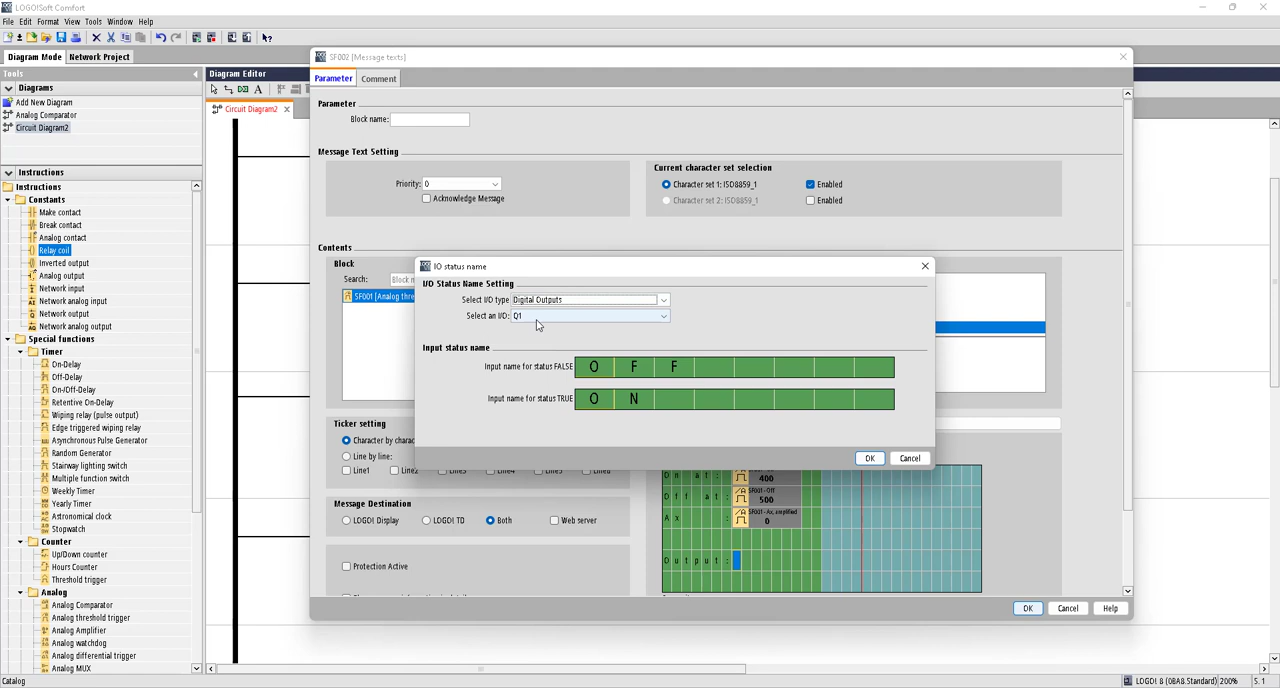 LOGO!Soft Comfort
File Edit Format View Tools Window Help
Diagram Mode Network Project
Tools
Diagrams
Add New Diagram
Analog Comparator
Circuit Diagram2
Instructions
Instructions
Constants
Make contact
Break contact
Analog contact
Relay coil
Inverted output
Analog output
Network input
Network analog input
Network output
Network analog output
Special functions
Timer
On-Delay
Off-Delay
On-/Off-Delay
Retentive On-Delay
Wiping relay (pulse output)
Edge triggered wiping relay
Asynchronous Pulse Generator
Random Generator
Stairway lighting switch
Multiple function switch
Weekly Timer
Yearly Timer
Astronomical clock
Stopwatch
Counter
Up/Down counter
Hours Counter
Threshold trigger
Analog
Analog Comparator
Analog threshold trigger
Analog Amplifier
Analog watchdog
Analog differential trigger
Analog MUX
Catalog
Diagram Editor
A
Circuit Diagram2
SF002 [Message texts]
Parameter Comment
Parameter
Block name:
Message Text Setting
Priority: 0
Acknowledge Message
Current character set selection
Character set 1: ISO8859_1 Enabled
Character set 2: ISO8859_1 Enabled
Contents
Block
Search: Block n
SF001 [Analog thre
IO status name
I/O Status Name Setting
Select I/O type Digital Outputs
Select an I/O: Q1
Input status name
Input name for status FALSE O F F
Input name for status TRUE O N
OK Cancel
Ticker setting
Character by charac
Line by line:
Line1 Line2 Line3 Line4 Line5 Line6
Message Destination
LOGO! Display LOGO! TD Both Web server
Protection Active
O n a t : 400
O f f a t : SF001 - Off 500
A x : SF001 - Ax, amplified 0
O u t p u t :
OK Cancel Help
LOGO! 8 (0BA8.Standard) 200% S. 1